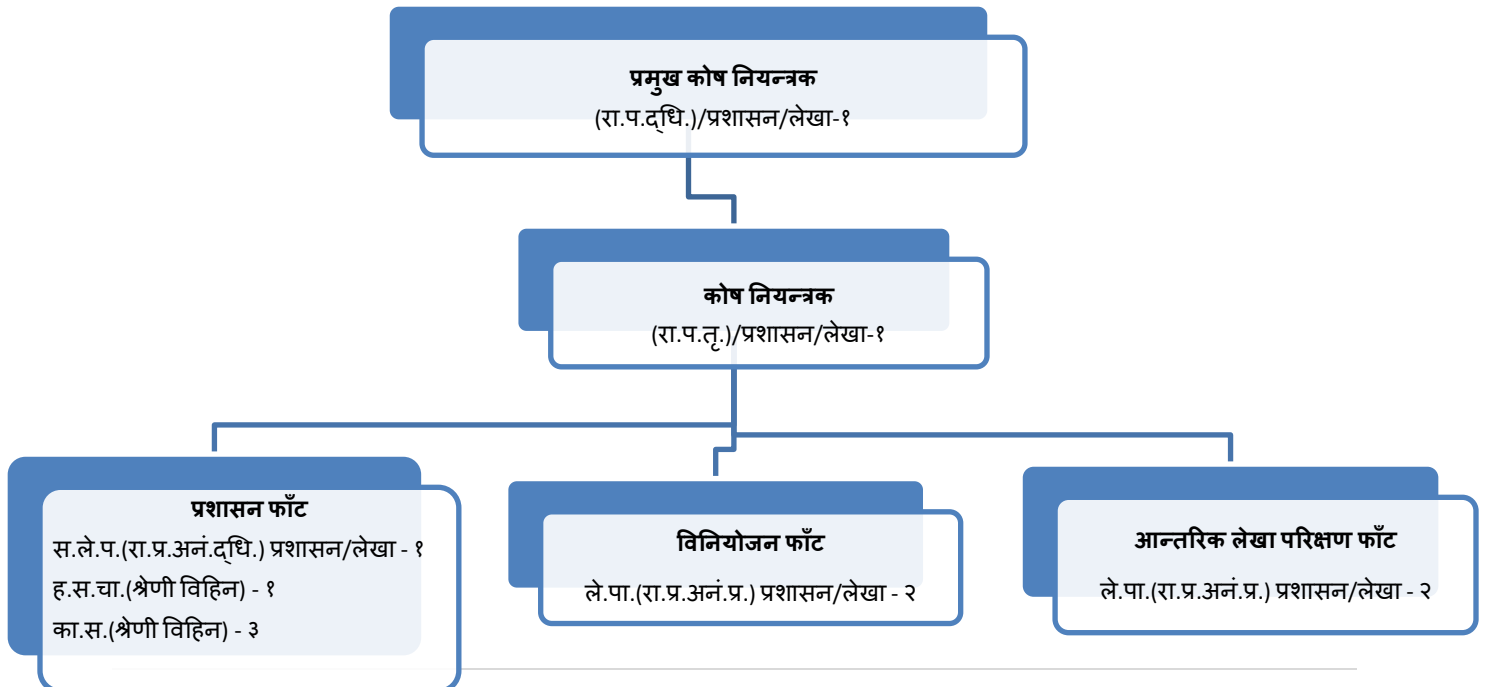 प्रमुख कोष नियन्त्रक
(रा.प.द्धि.)/प्रशासन/लेखा-१
कोष नियन्त्रक
(रा.प.तृ.)/प्रशासन/लेखा-१
प्रशासन फाँट
स.ले.प.(रा.प्र.अनं.द्धि.) प्रशासन/लेखा - १
ह.स.चा.(श्रेणी विहिन) - १
का.स.(श्रेणी विहिन) - ३
विनियोजन फाँट
ले.पा.(रा.प्र.अनं.प्र.) प्रशासन/लेखा - २
आन्तरिक लेखा परिक्षण फाँट
ले.पा.(रा.प्र.अनं.प्र.) प्रशासन/लेखा - २